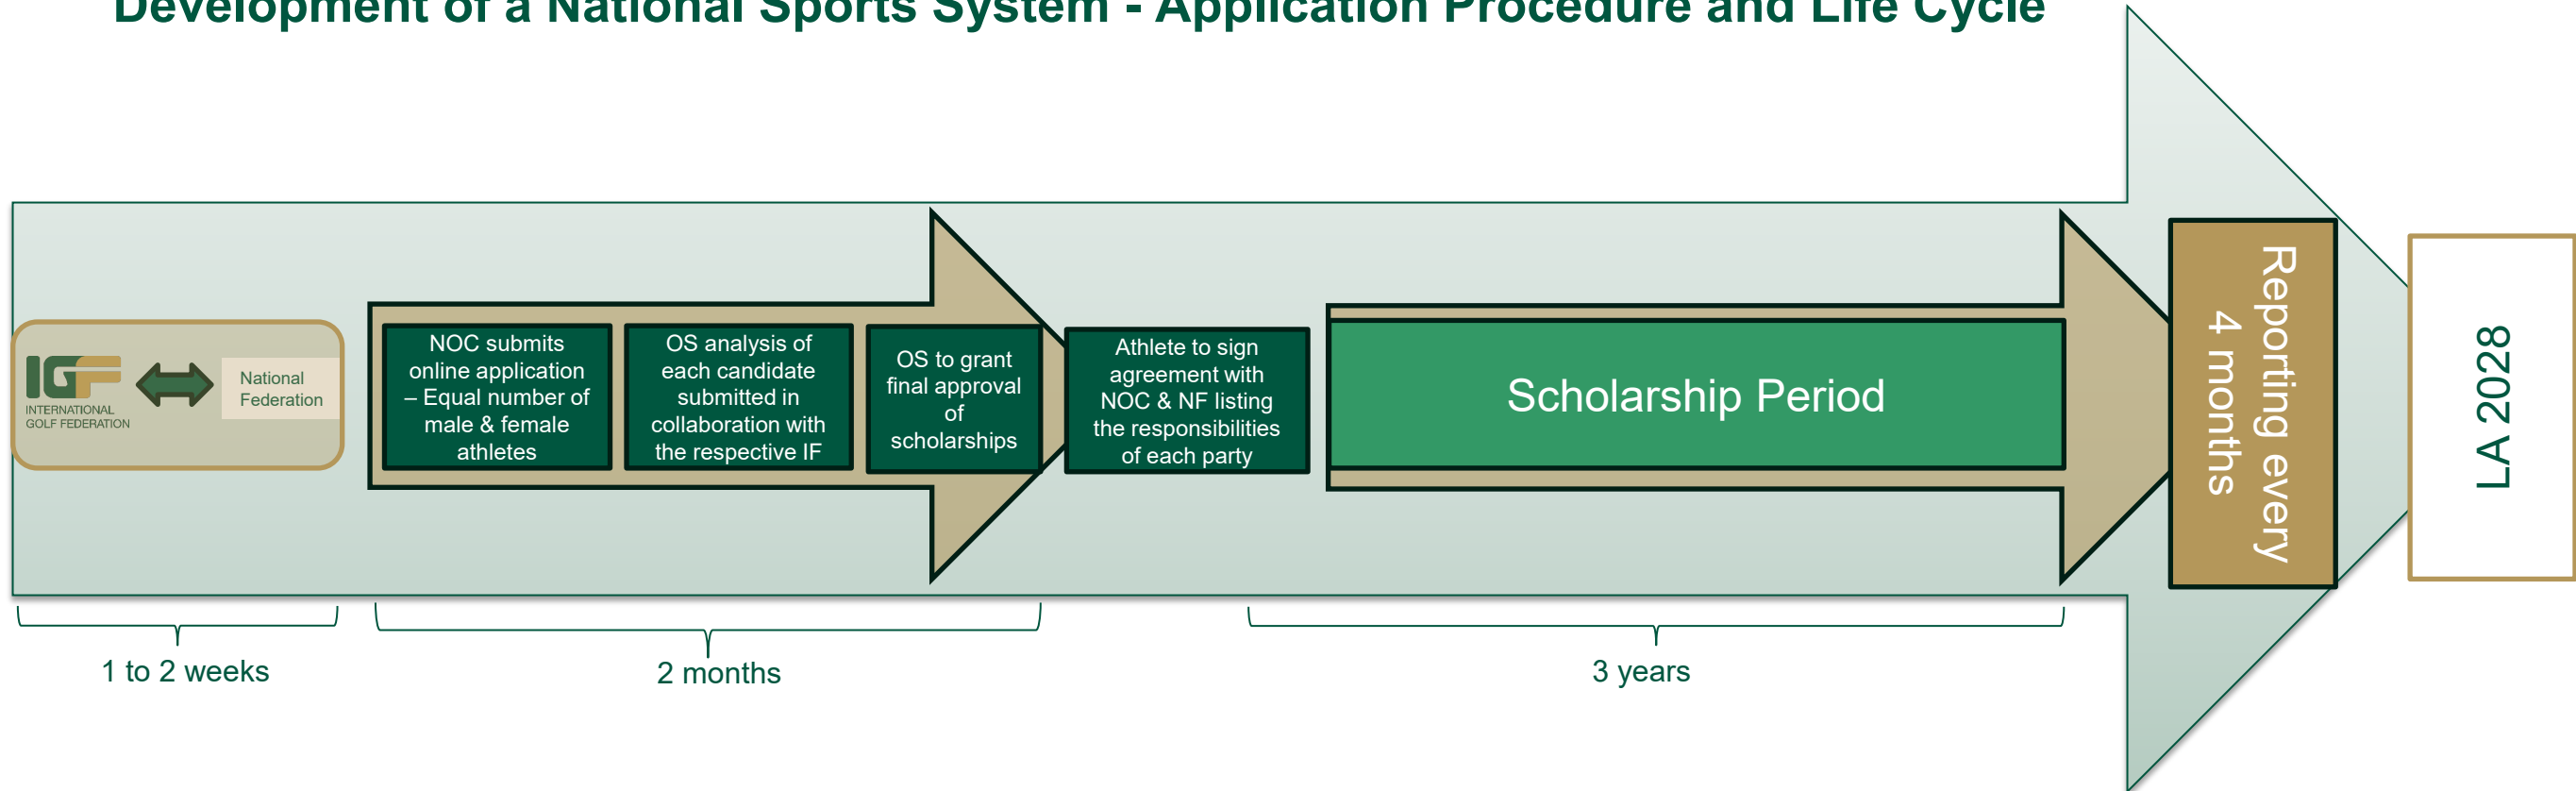 Development of a National Sports System - Application Procedure and Life Cycle
IGF
INTERNATIONAL
GOLF FEDERATION
National
Federation
NOC submits
online application
– Equal number of
male & female
athletes
OS analysis of
each candidate
submitted in
collaboration with
the respective IF
OS to grant
final approval
of
scholarships
Athlete to sign
agreement with
NOC & NF listing
the responsibilities
of each party
Scholarship Period
Reporting every
4 months
LA 2028
1 to 2 weeks
2 months
3 years